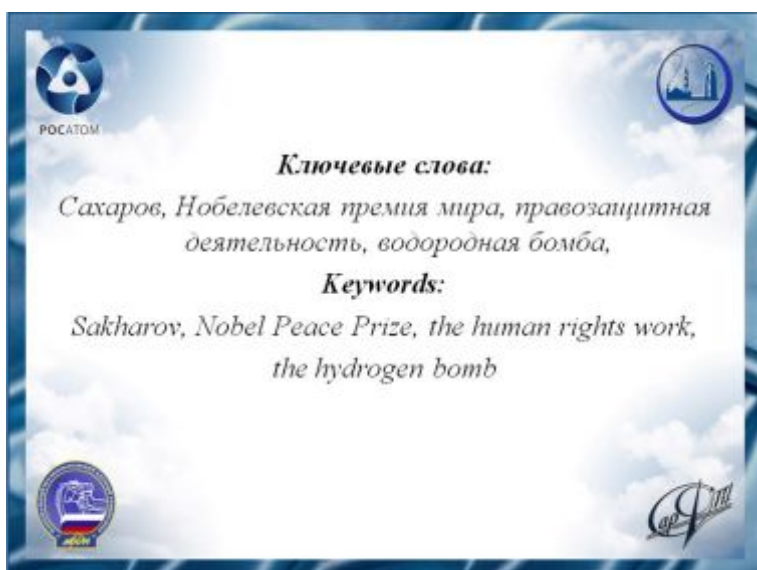 РОСАТОМ
Ключевые слова:
Сахаров, Нобелевская премия мира, правозащитная
деятельность, водородная бомба,
Keywords:
Sakharov, Nobel Peace Prize, the human rights work,
the hydrogen bomb